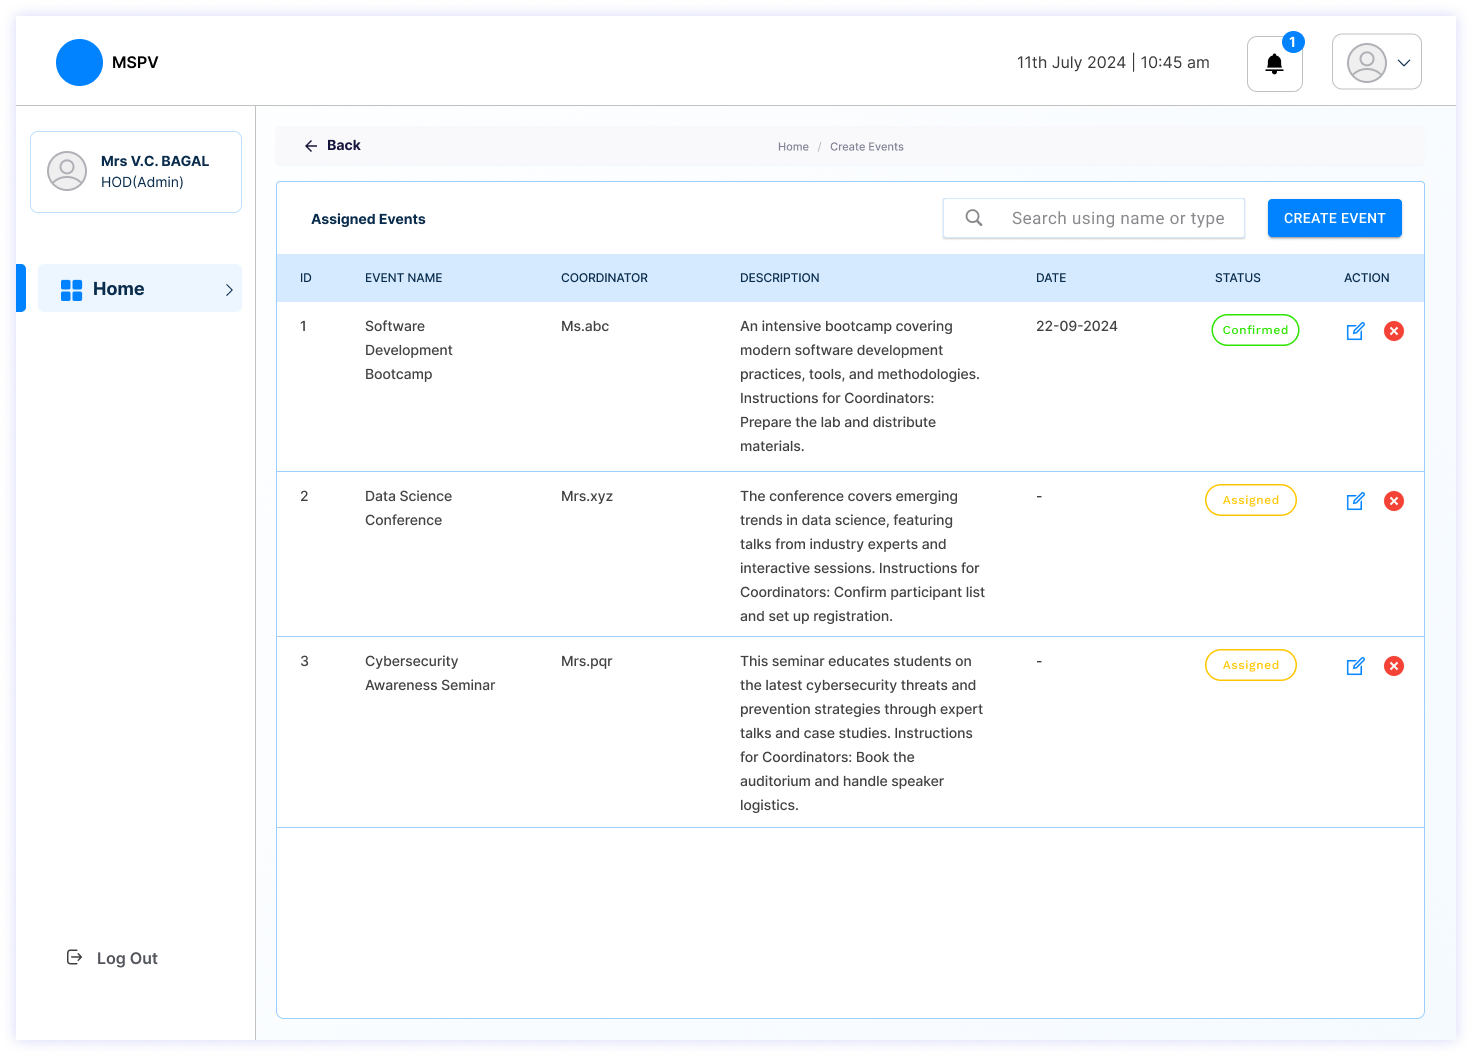 MSPV
11th July 2024 | 10:45 am
1
Mrs V.C. BAGAL
HOD(Admin)
Home
Log Out
Back
Home / Create Events
Assigned Events
Search using name or type
CREATE EVENT
ID EVENT NAME COORDINATOR DESCRIPTION DATE STATUS ACTION
1
Software
Development
Bootcamp
Ms.abc
An intensive bootcamp covering
modern software development
practices, tools, and methodologies.
Instructions for Coordinators:
Prepare the lab and distribute
materials.
22-09-2024
Confirmed
2
Data Science
Conference
Mrs.xyz
The conference covers emerging
trends in data science, featuring
talks from industry experts and
interactive sessions. Instructions for
Coordinators: Confirm participant list
and set up registration.
-
Assigned
3
Cybersecurity
Awareness Seminar
Mrs.pqr
This seminar educates students on
the latest cybersecurity threats and
prevention strategies through expert
talks and case studies. Instructions
for Coordinators: Book the
auditorium and handle speaker
logistics.
-
Assigned